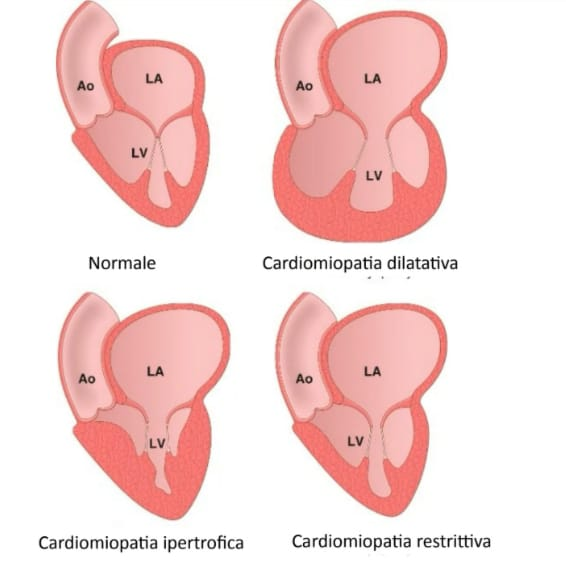 Ao
LA
LV
Ao
LA
LV
Normale
Cardiomiopatia dilatativa
Ao
LA
LV
Ao
LA
LV
Cardiomiopatia ipertrofica
Cardiomiopatia restrittiva